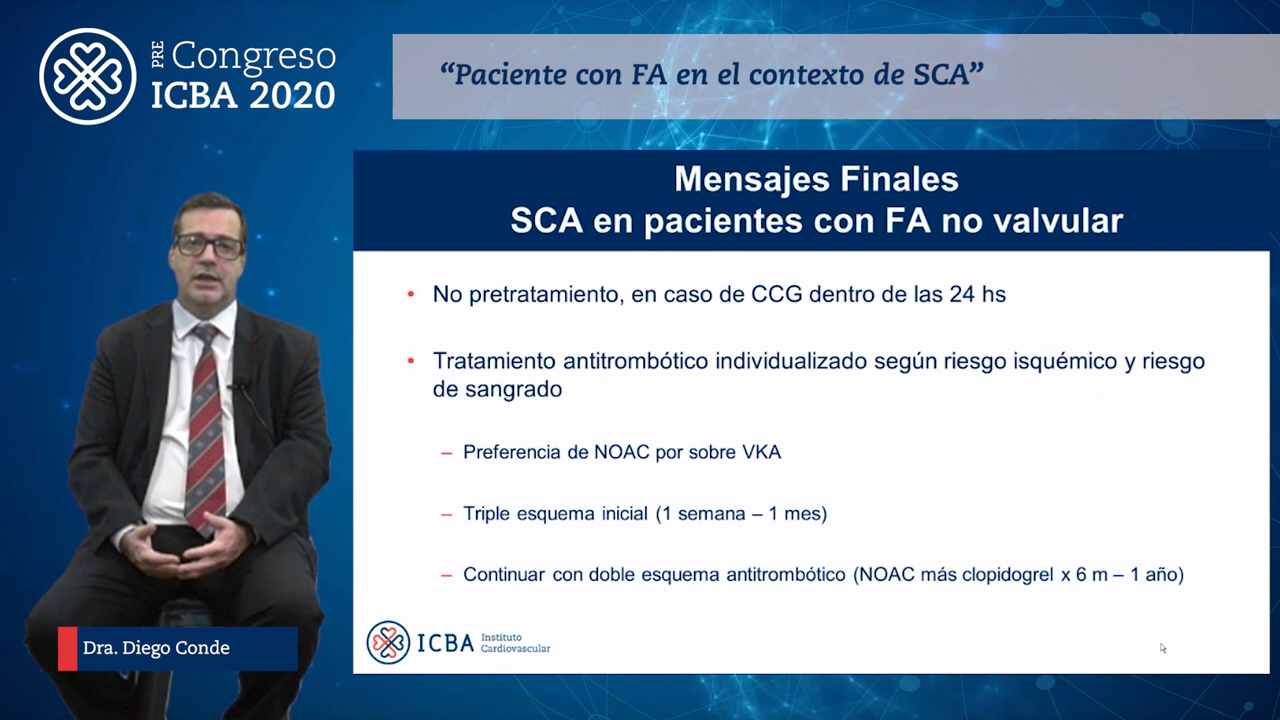 PRE Congreso
ICBA 2020
“Paciente con FA en el contexto de SCA”
Mensajes Finales
SCA en pacientes con FA no valvular
• No pretratamiento, en caso de CCG dentro de las 24 hs
• Tratamiento antitrombótico individualizado según riesgo isquémico y riesgo
de sangrado
– Preferencia de NOAC por sobre VKA
– Triple esquema inicial (1 semana – 1 mes)
– Continuar con doble esquema antitrombótico (NOAC más clopidogrel x 6 m – 1 año)
ICBA Instituto
Cardiovascular
Dra. Diego Conde